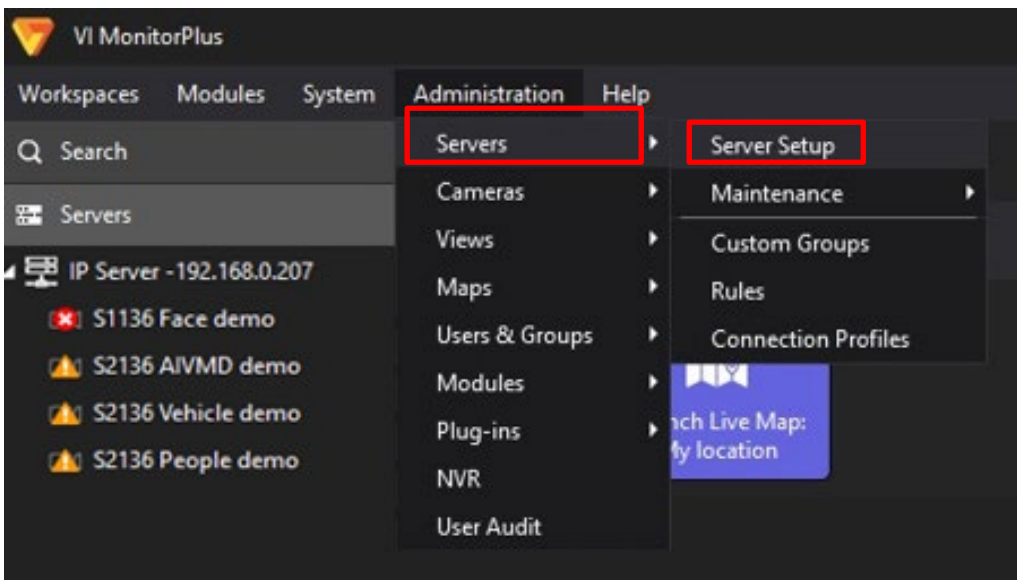 VI MonitorPlus
Workspaces Modules System Administration Help
Search
Servers
IP Server -192.168.0.207
S1136 Face demo
S2136 AIVMD demo
S2136 Vehicle demo
S2136 People demo
Servers
Cameras
Views
Maps
Users & Groups
Modules
Plug-ins
NVR
User Audit
Server Setup
Maintenance
Custom Groups
Rules
Connection Profiles
Live Map:
location